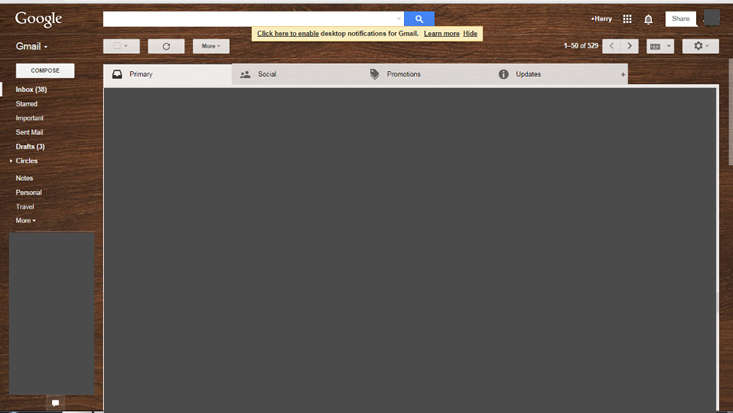 Google
+Harry
Share
Click here to enable desktop notifications for Gmail. Learn more Hide
Gmail
More
1–50 of 529
COMPOSE
Primary
Social
Promotions
Updates
+
Inbox (38)
Starred
Important
Sent Mail
Drafts (3)
Circles
Notes
Personal
Travel
More